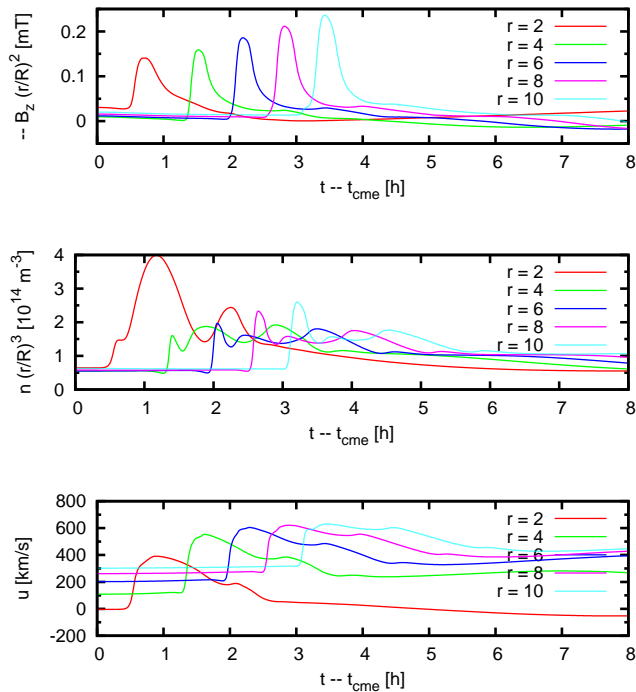 -- B_z (r/R)^2 [mT]
0.2
0.1
0
r = 2
r = 4
r = 6
r = 8
r = 10
0 1 2 3 4 5 6 7 8
t -- t_cme [h]
n (r/R)^3 [10^14 m^-3]
4
3
2
1
0
r = 2
r = 4
r = 6
r = 8
r = 10
0 1 2 3 4 5 6 7 8
t -- t_cme [h]
u [km/s]
800
600
400
200
0
-200
r = 2
r = 4
r = 6
r = 8
r = 10
0 1 2 3 4 5 6 7 8
t -- t_cme [h]